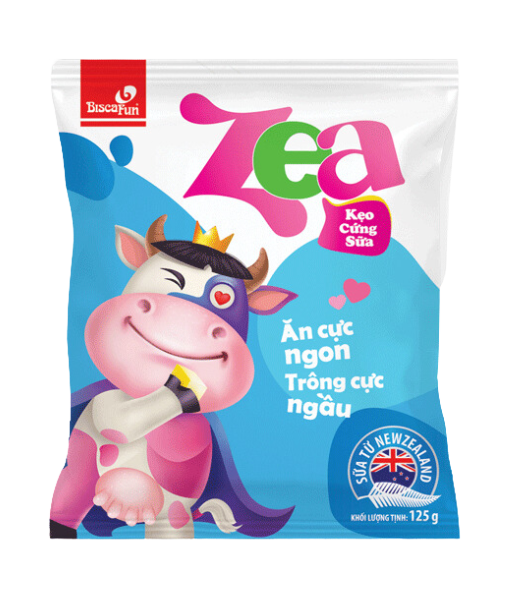 BISCAFUN
Zea
Kẹo
Cứng
Sữa
Ăn cực
ngon
Trông cực
ngầu
SỮA TỪ NEWZEALAND
KHỐI LƯỢNG TỊNH: 125 g